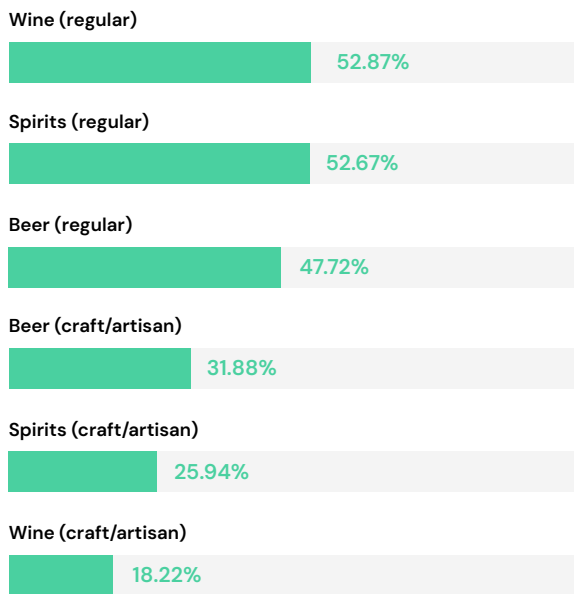 Wine (regular)
52.87%
Spirits (regular)
52.67%
Beer (regular)
47.72%
Beer (craft/artisan)
31.88%
Spirits (craft/artisan)
25.94%
Wine (craft/artisan)
18.22%